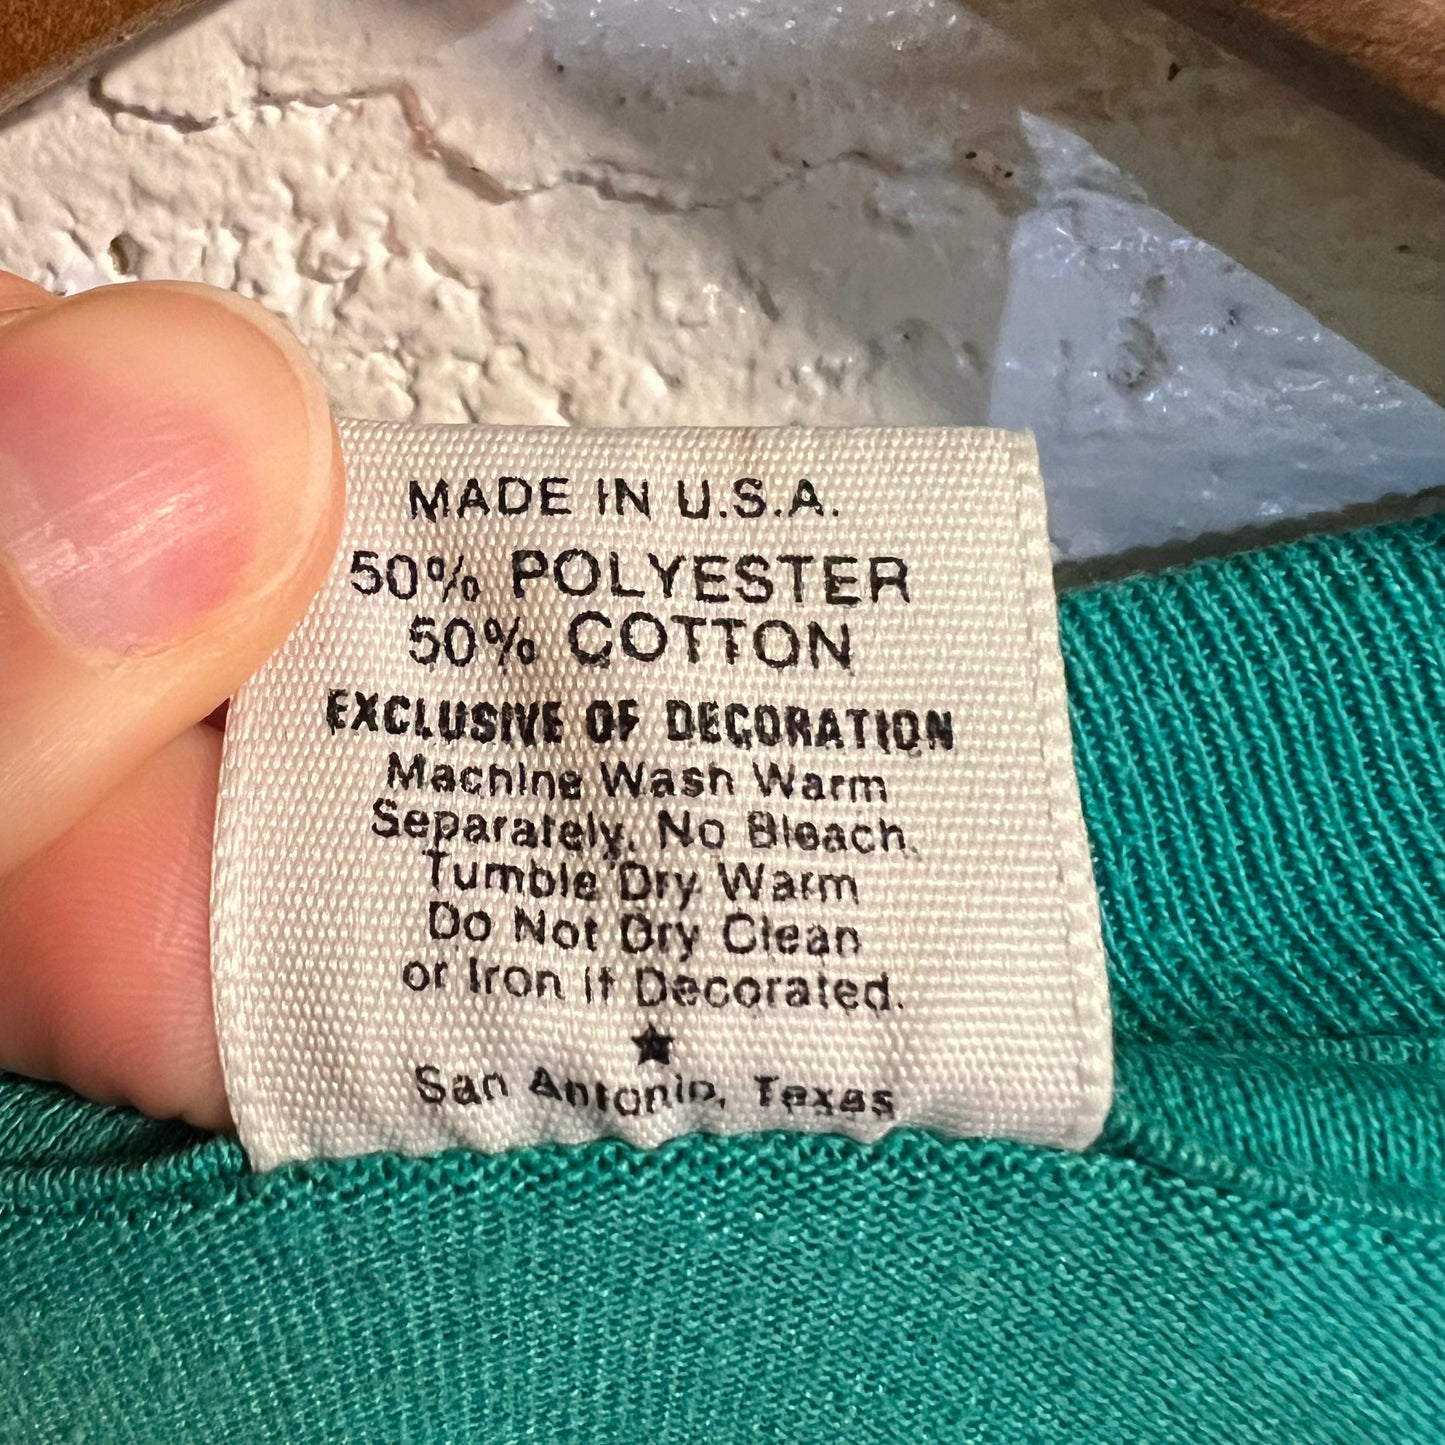 MADE IN U.S.A.
50% POLYESTER
50% COTTON
EXCLUSIVE OF DECORATION
Machine Wash Warm
Separately. No Bleach.
Tumble Dry Warm
Do Not Dry Clean
or Iron if Decorated.
★
San Antonio, Texas